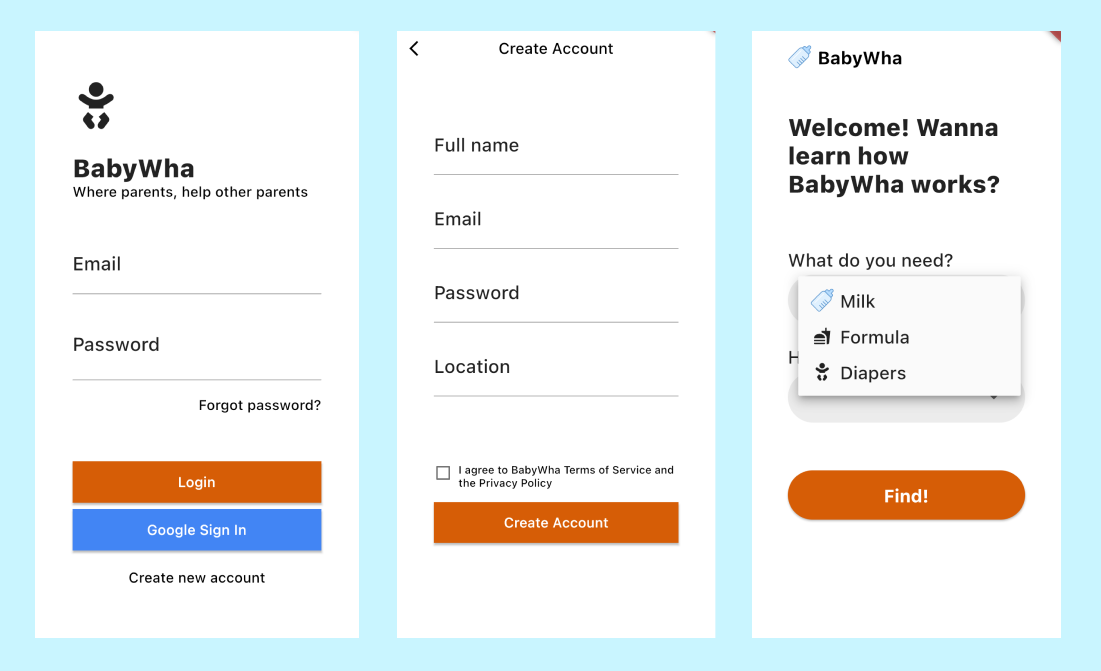 BabyWha
Where parents, help other parents
Email
Password
Forgot password?
Login
Google Sign In
Create new account
Create Account
Full name
Email
Password
Location
I agree to BabyWha Terms of Service and
the Privacy Policy
Create Account
BabyWha
Welcome! Wanna
learn how
BabyWha works?
What do you need?
Milk
Formula
Diapers
Find!